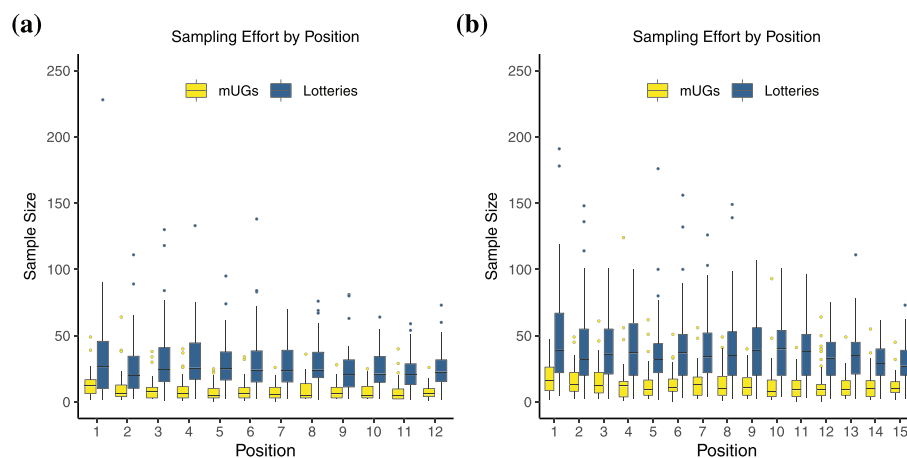 (a)
Sampling Effort by Position
mUGs Lotteries
250
200
150
100
50
0
Sample Size
1 2 3 4 5 6 7 8 9 10 11 12
Position
(b)
Sampling Effort by Position
mUGs Lotteries
250
200
150
100
50
0
Sample Size
1 2 3 4 5 6 7 8 9 10 11 12 13 14 15
Position